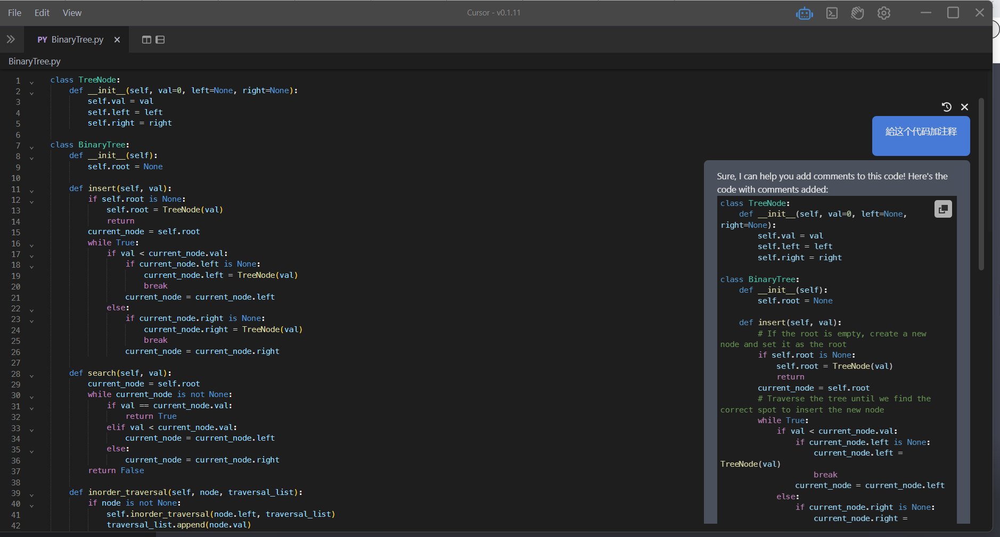 File Edit View
Cursor - v0.1.11
PY BinaryTree.py
BinaryTree.py
1 class TreeNode:
2     def __init__(self, val=0, left=None, right=None):
3         self.val = val
4         self.left = left
5         self.right = right
6
7 class BinaryTree:
8     def __init__(self):
9         self.root = None
10
11     def insert(self, val):
12         if self.root is None:
13             self.root = TreeNode(val)
14             return
15         current_node = self.root
16         while True:
17             if val < current_node.val:
18                 if current_node.left is None:
19                     current_node.left = TreeNode(val)
20                     break
21                 current_node = current_node.left
22             else:
23                 if current_node.right is None:
24                     current_node.right = TreeNode(val)
25                     break
26                 current_node = current_node.right
27
28     def search(self, val):
29         current_node = self.root
30         while current_node is not None:
31             if val == current_node.val:
32                 return True
33             elif val < current_node.val:
34                 current_node = current_node.left
35             else:
36                 current_node = current_node.right
37         return False
38
39     def inorder_traversal(self, node, traversal_list):
40         if node is not None:
41             self.inorder_traversal(node.left, traversal_list)
42             traversal_list.append(node.val)
給这个代码加注释
Sure, I can help you add comments to this code! Here's the
code with comments added:
class TreeNode:
    def __init__(self, val=0, left=None,
right=None):
        self.val = val
        self.left = left
        self.right = right

class BinaryTree:
    def __init__(self):
        self.root = None

    def insert(self, val):
        # If the root is empty, create a new
node and set it as the root
        if self.root is None:
            self.root = TreeNode(val)
            return
        current_node = self.root
        # Traverse the tree until we find the
correct spot to insert the new node
        while True:
            if val < current_node.val:
                if current_node.left is None:
                    current_node.left =
TreeNode(val)
                    break
                current_node = current_node.left
            else:
                if current_node.right is None:
                    current_node.right =